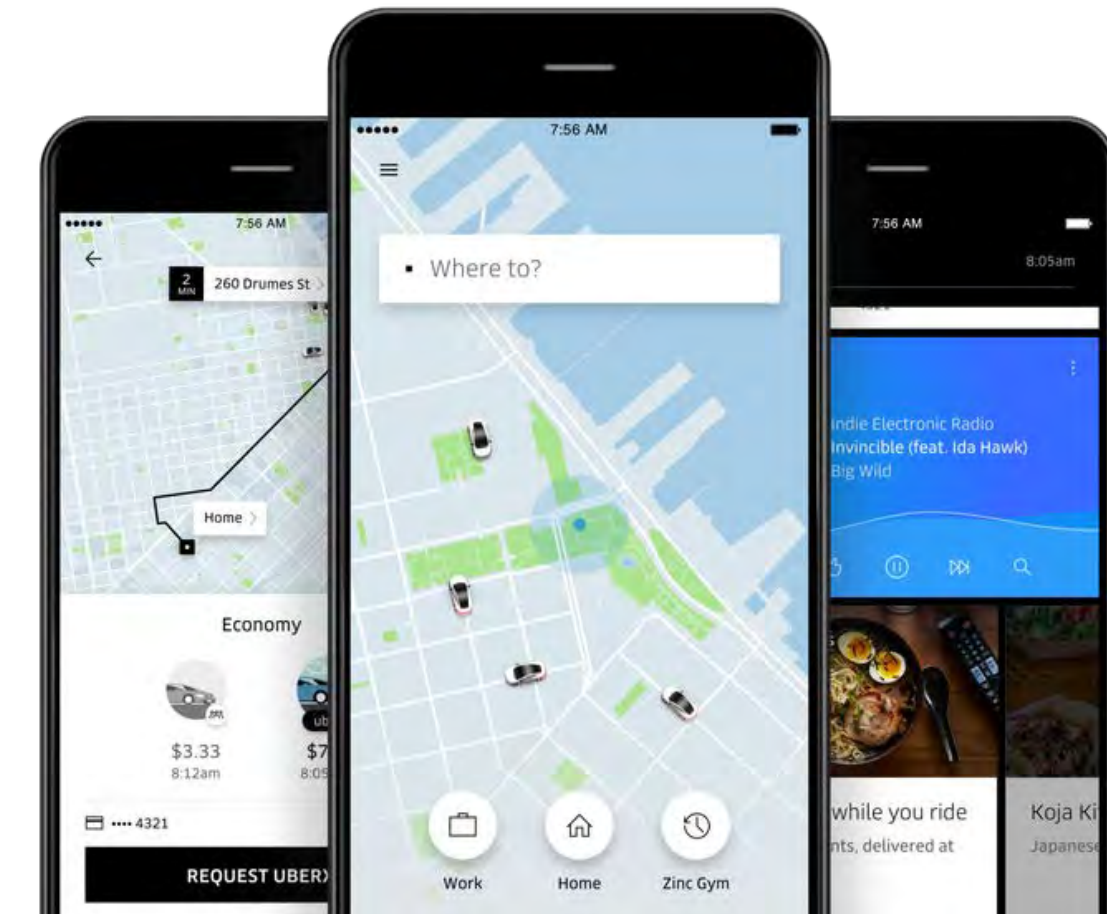 7:56 AM
2
MIN
260 Drumes St
Home
Economy
$3.33
8:12am
$7
8:05
•••• 4321
REQUEST UBERX
7:56 AM
Where to?
Work
Home
Zinc Gym
7:56 AM
8:05am
Indie Electronic Radio
Invincible (feat. Ida Hawk)
Big Wild
while you ride
delivered at
Koja
Japanese